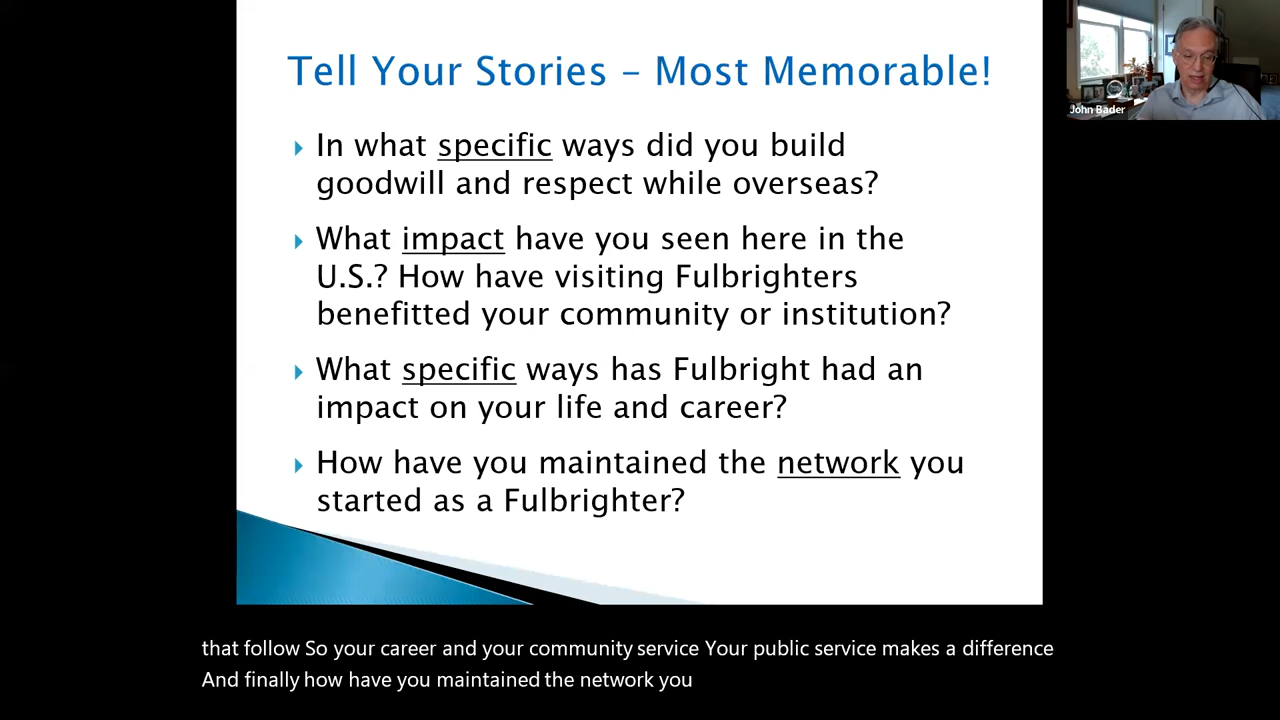 Tell Your Stories – Most Memorable!
In what specific ways did you build
goodwill and respect while overseas?
What impact have you seen here in the
U.S.? How have visiting Fulbrighters
benefitted your community or institution?
What specific ways has Fulbright had an
impact on your life and career?
How have you maintained the network you
started as a Fulbrighter?
John Bader
that follow So your career and your community service Your public service makes a difference
And finally how have you maintained the network you